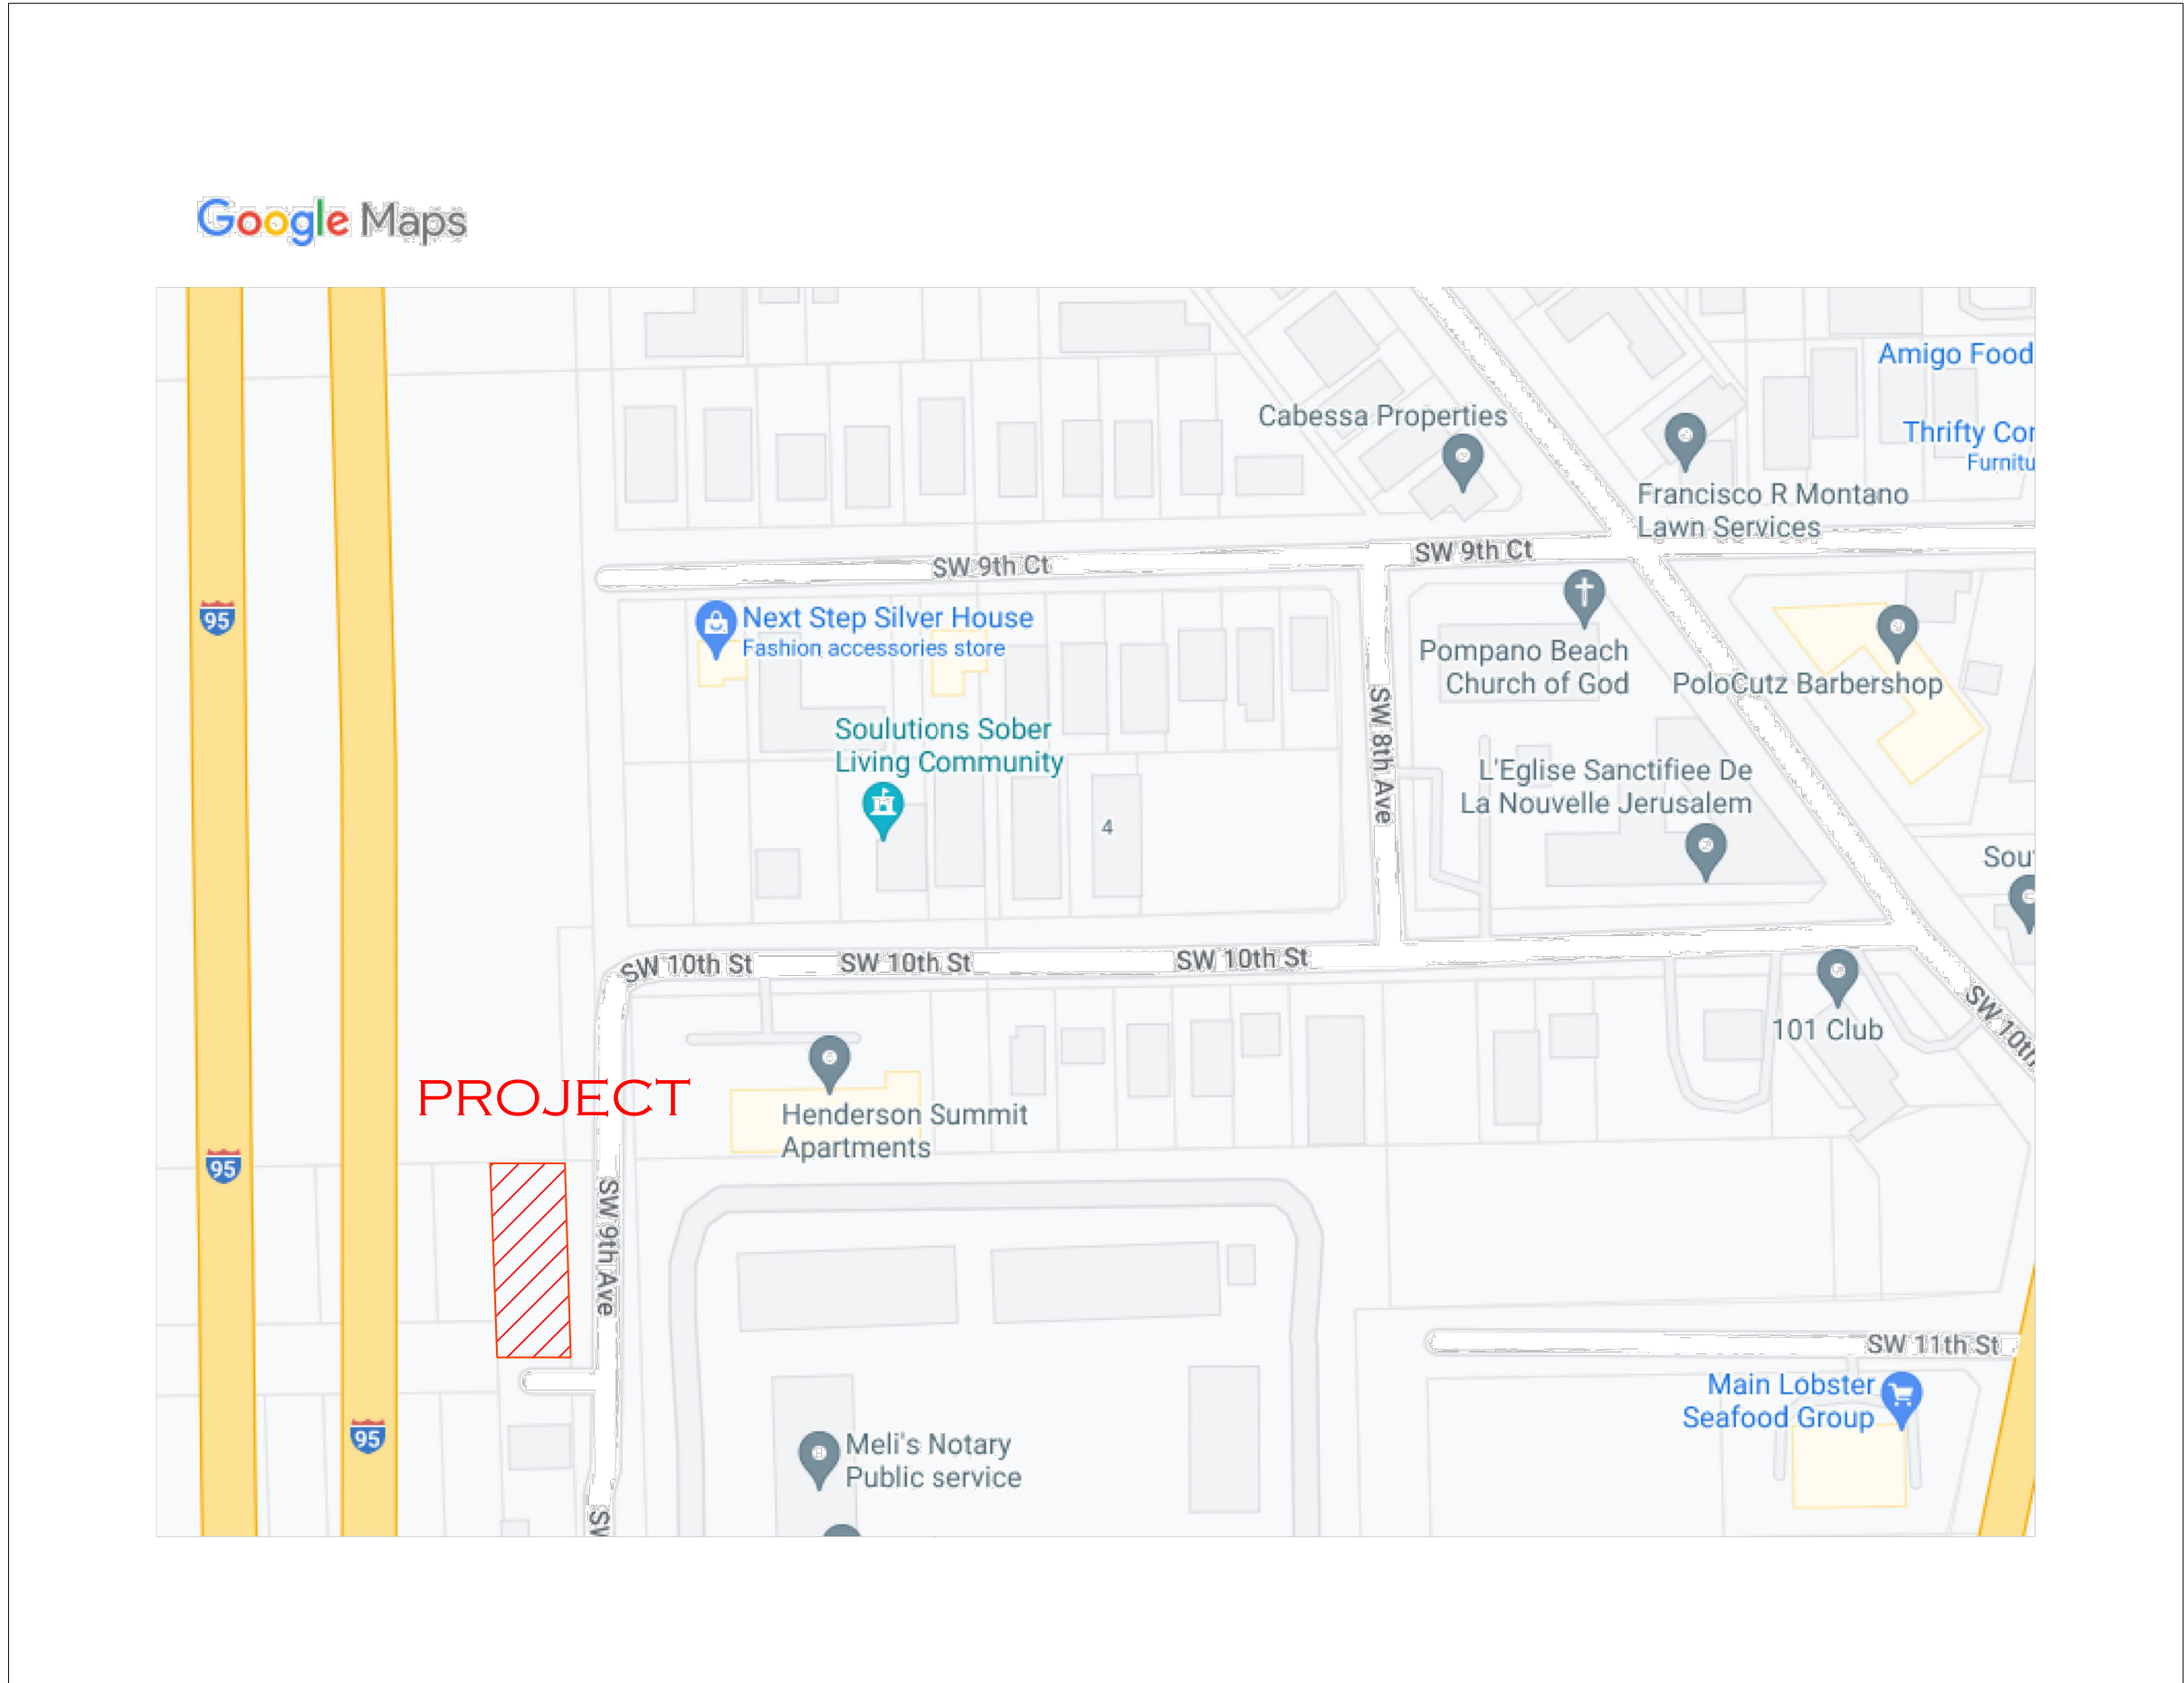 Google Maps
Amigo Food
Cabessa Properties
Thrifty Cor
Furnitu
Francisco R Montano
Lawn Services
SW 9th Ct
SW 9th Ct
95
Next Step Silver House
Fashion accessories store
Pompano Beach
Church of God
PoloCutz Barbershop
SW 8th Ave
Soulutions Sober
Living Community
L'Eglise Sanctifiee De
La Nouvelle Jerusalem
4
Sou
SW 10th St
SW 10th St
SW 10th St
SW 10th
101 Club
PROJECT
Henderson Summit
Apartments
95
SW 9th Ave
SW 11th St
Main Lobster
Seafood Group
95
Meli's Notary
Public service
SW